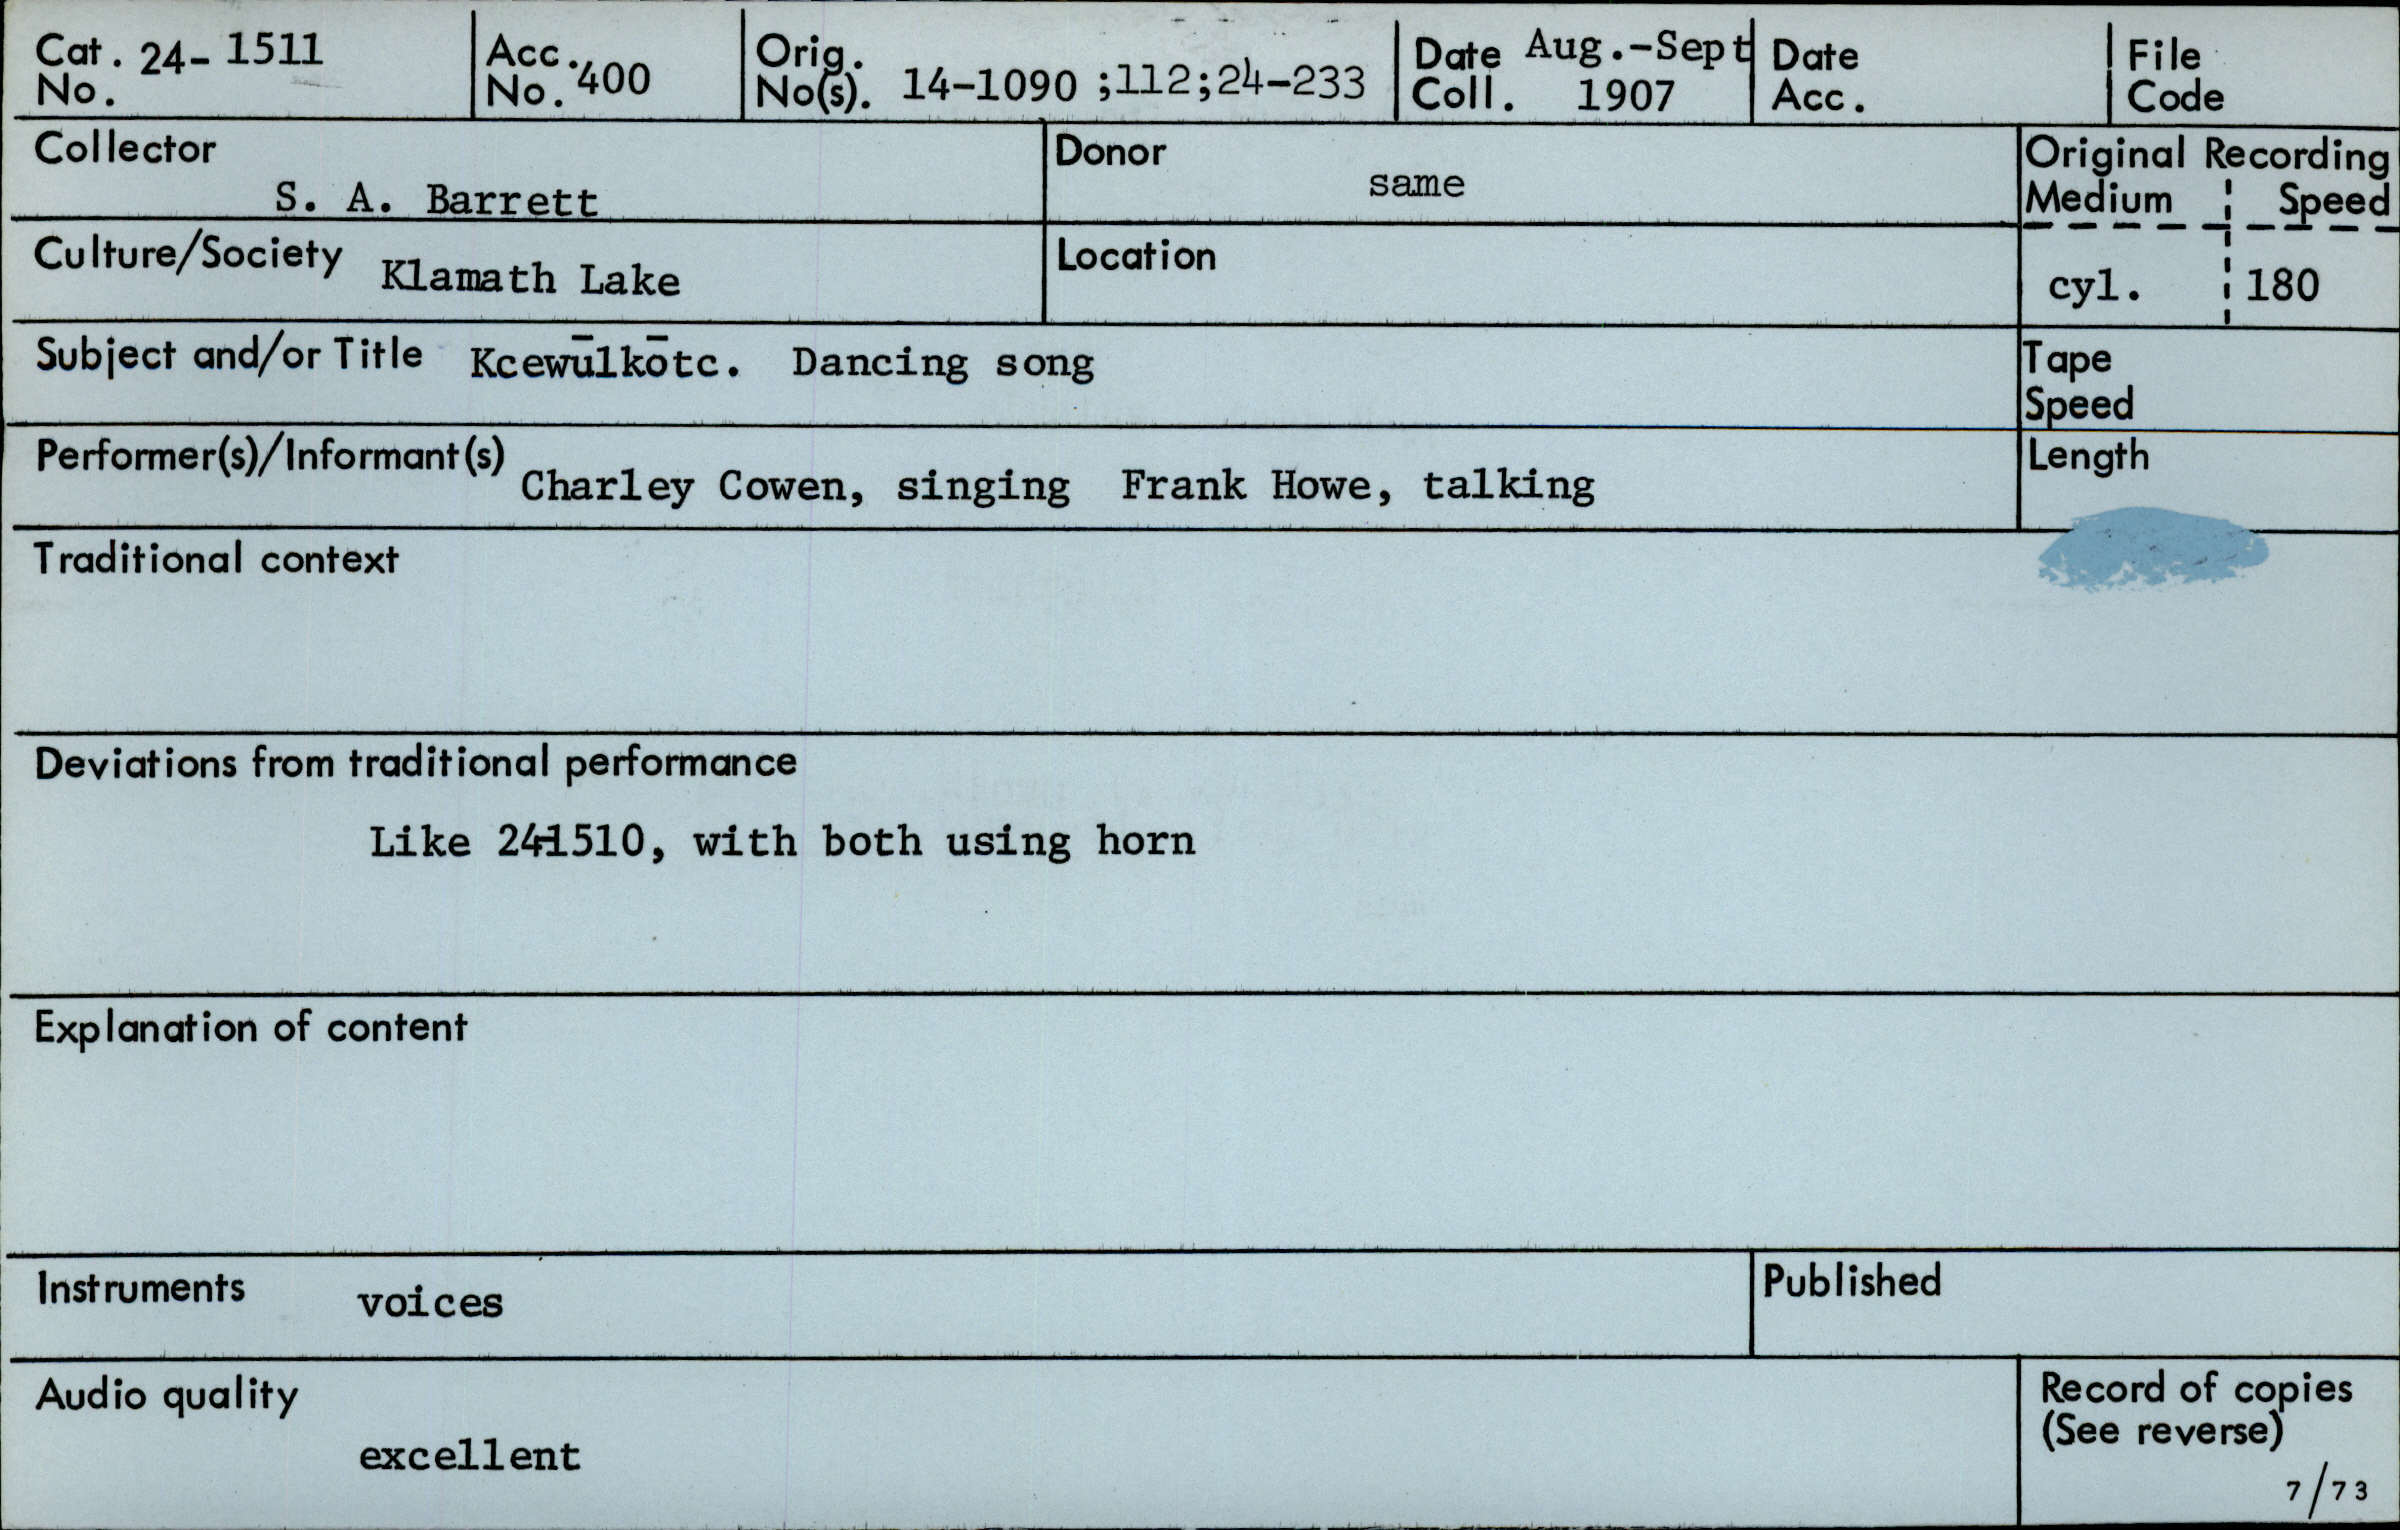 Cat. No. 24- 1511
Acc. No. 400
Orig. No(s). 14-1090 ;112;24-233
Date Coll. Aug.-Sept 1907
Date Acc.
File Code
Collector
S. A. Barrett
Donor
same
Original Recording
Medium Speed
cyl. 180
Culture/Society Klamath Lake
Location
Subject and/or Title Kcewūlkōtc. Dancing song
Tape Speed
Performer(s)/Informant(s) Charley Cowen, singing Frank Howe, talking
Length
Traditional context
Deviations from traditional performance
Like 24-1510, with both using horn
Explanation of content
Instruments voices
Published
Audio quality
excellent
Record of copies
(See reverse)
7/73